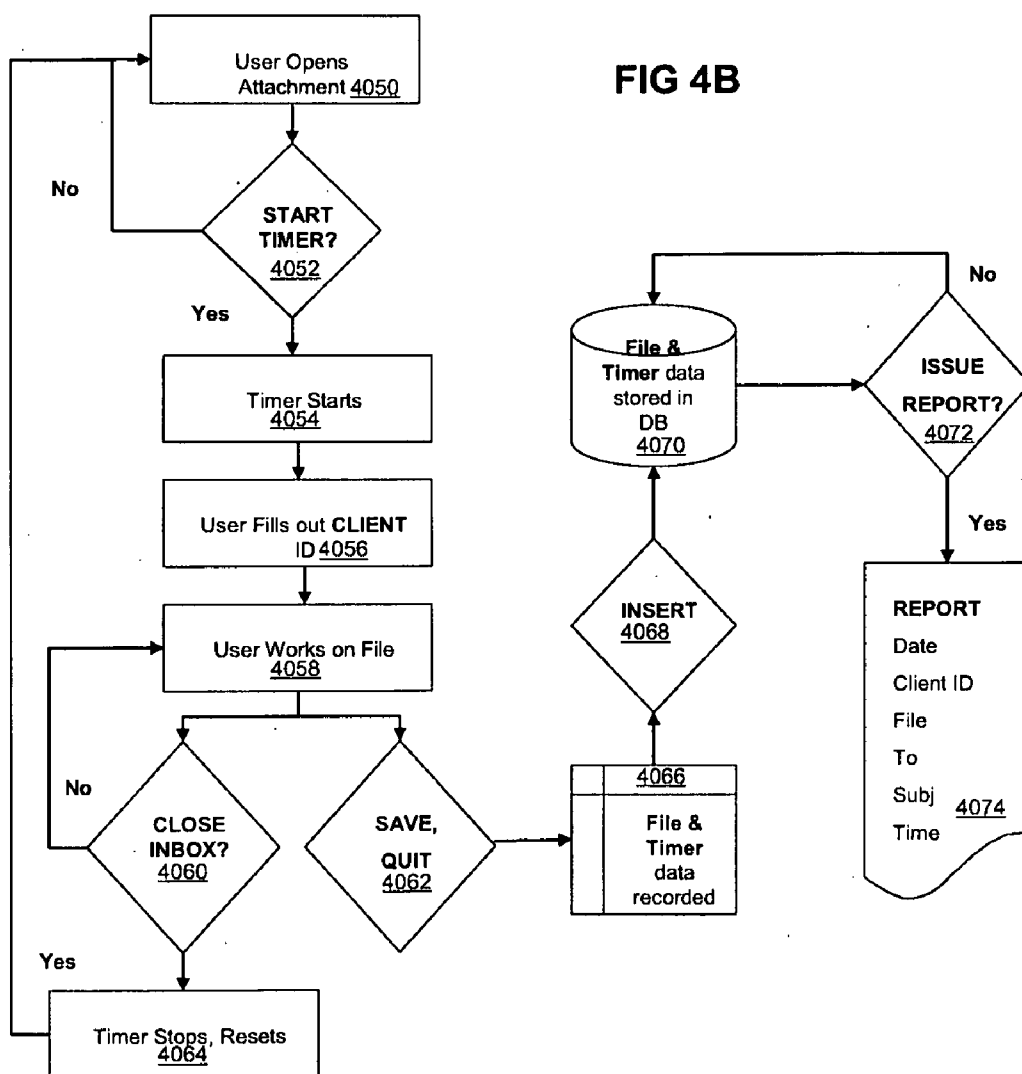 FIG 4B
User Opens
Attachment 4050
No
START
TIMER?
4052
Yes
Timer Starts
4054
User Fills out CLIENT
ID 4056
User Works on File
4058
No
CLOSE
INBOX?
4060
Yes
Timer Stops, Resets
4064
SAVE,
QUIT
4062
4066
File &
Timer
data
recorded
INSERT
4068
File &
Timer data
stored in
DB
4070
No
ISSUE
REPORT?
4072
Yes
REPORT
Date
Client ID
File
To
Subj
Time
4074